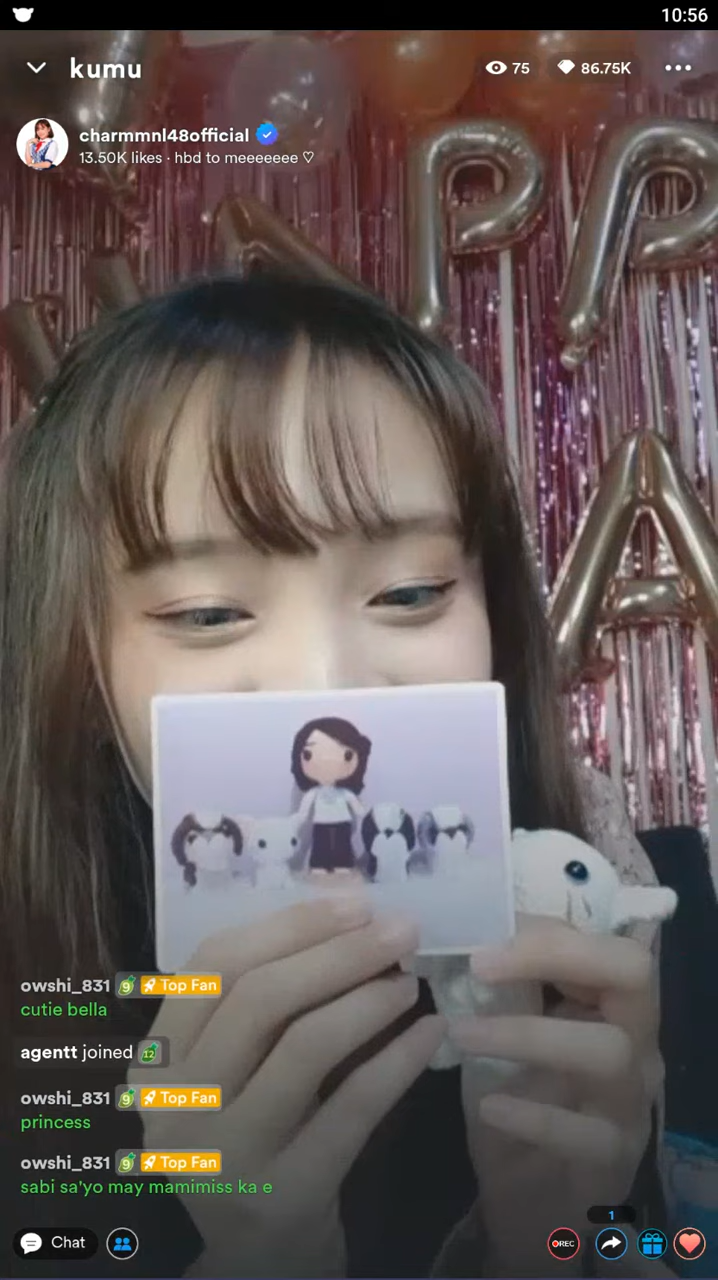 10:56
kumu
75
86.75K
charmmnl48official
13.50K likes · hbd to meeeeeee ♡
PP
A
owshi_831 9 Top Fan
cutie bella
agentt joined 12
owshi_831 9 Top Fan
princess
owshi_831 9 Top Fan
sabi sa'yo may mamimiss ka e
1
Chat
REC